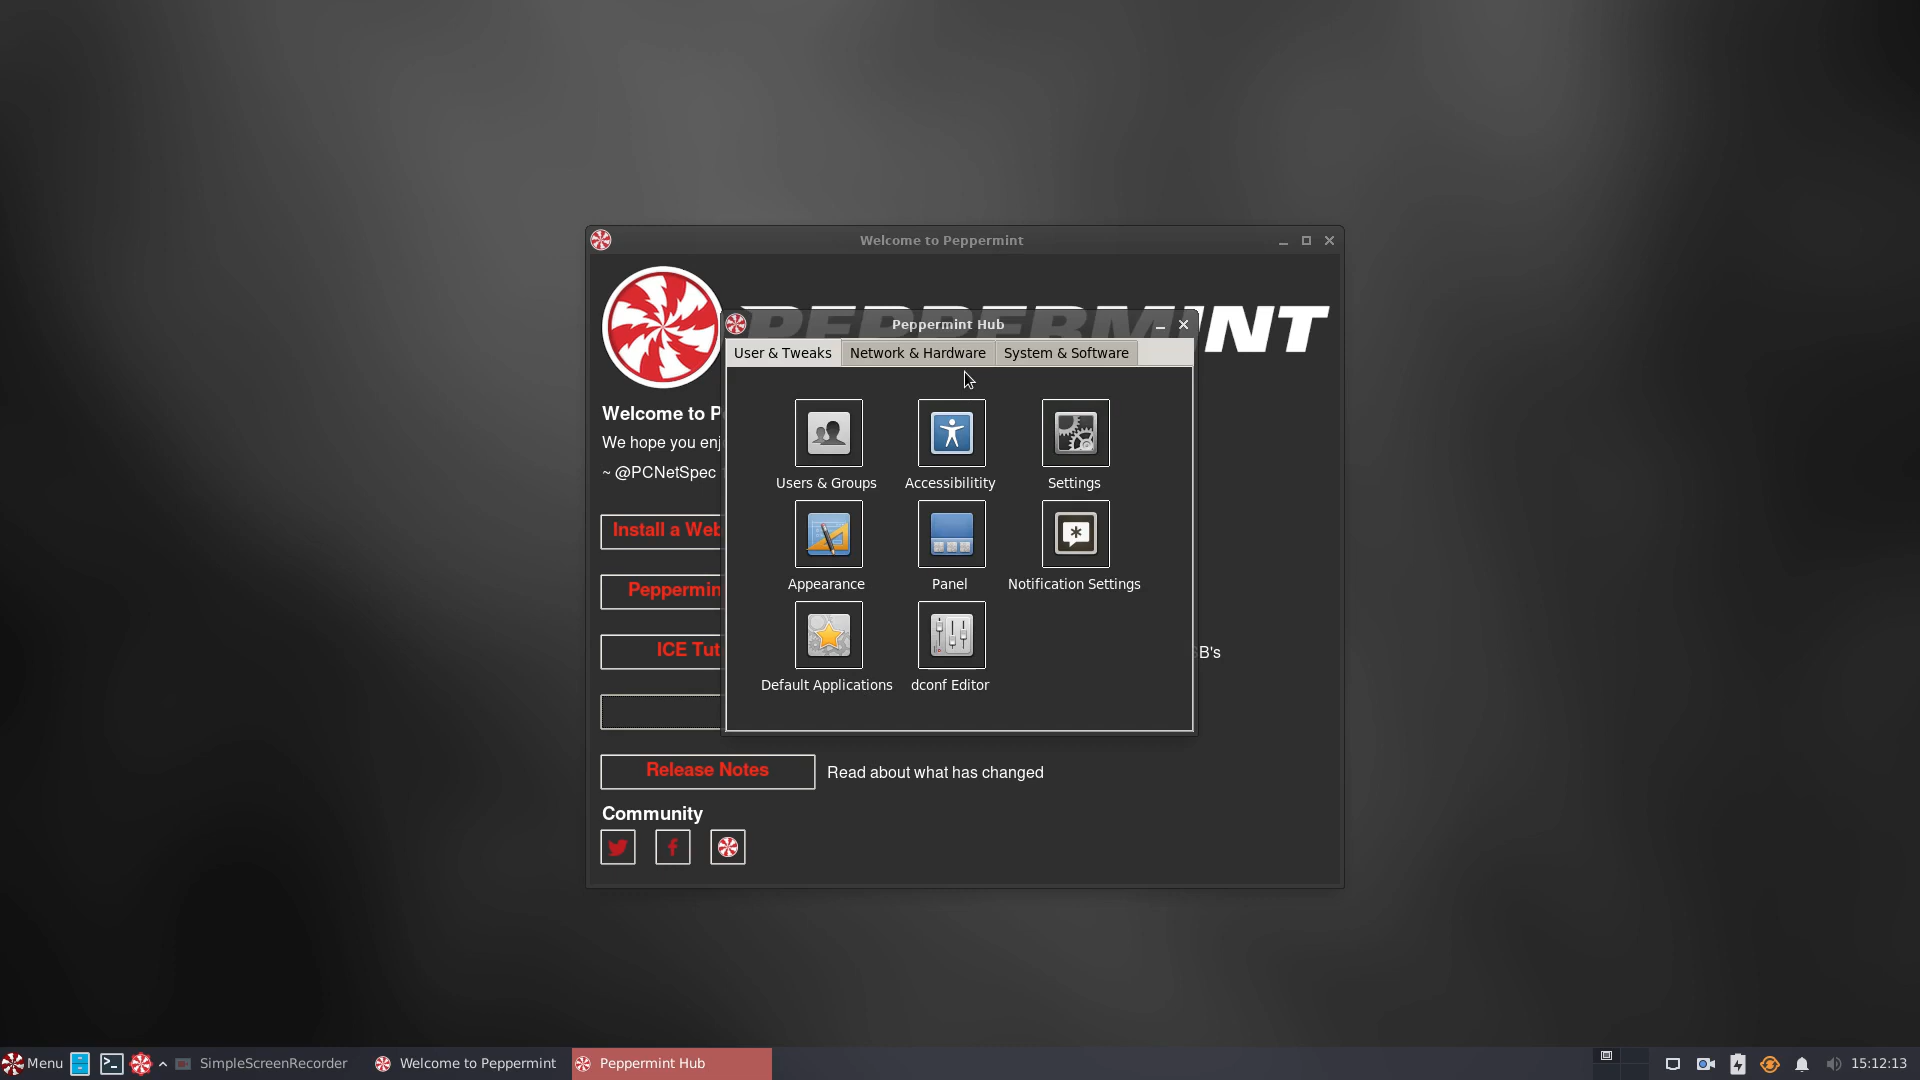 Welcome to Peppermint
PEPPERMINT
Peppermint Hub
User & Tweaks Network & Hardware System & Software
Welcome to P
We hope you enj
~ @PCNetSpec
Users & Groups Accessibilitity Settings
Install a Web
Appearance Panel Notification Settings
Peppermin
ICE Tut
B's
Default Applications dconf Editor
Release Notes Read about what has changed
Community
Menu SimpleScreenRecorder Welcome to Peppermint Peppermint Hub 15:12:13